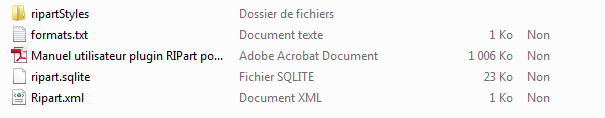 ripartStyles Dossier de fichiers
formats.txt Document texte 1 Ko Non
Manuel utilisateur plugin RIPart po... Adobe Acrobat Document 1 006 Ko Non
ripart.sqlite Fichier SQLITE 23 Ko Non
Ripart.xml Document XML 1 Ko Non